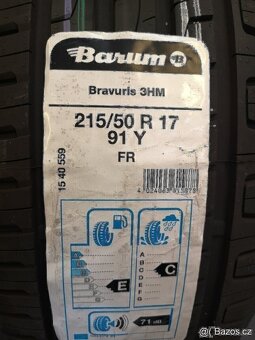 Barum B
Bravuris 3HM
215/50 R 17
91 Y
FR
15 40 559
A
B
C
D
E
F
G
E
C
71 dB
bazos.cz